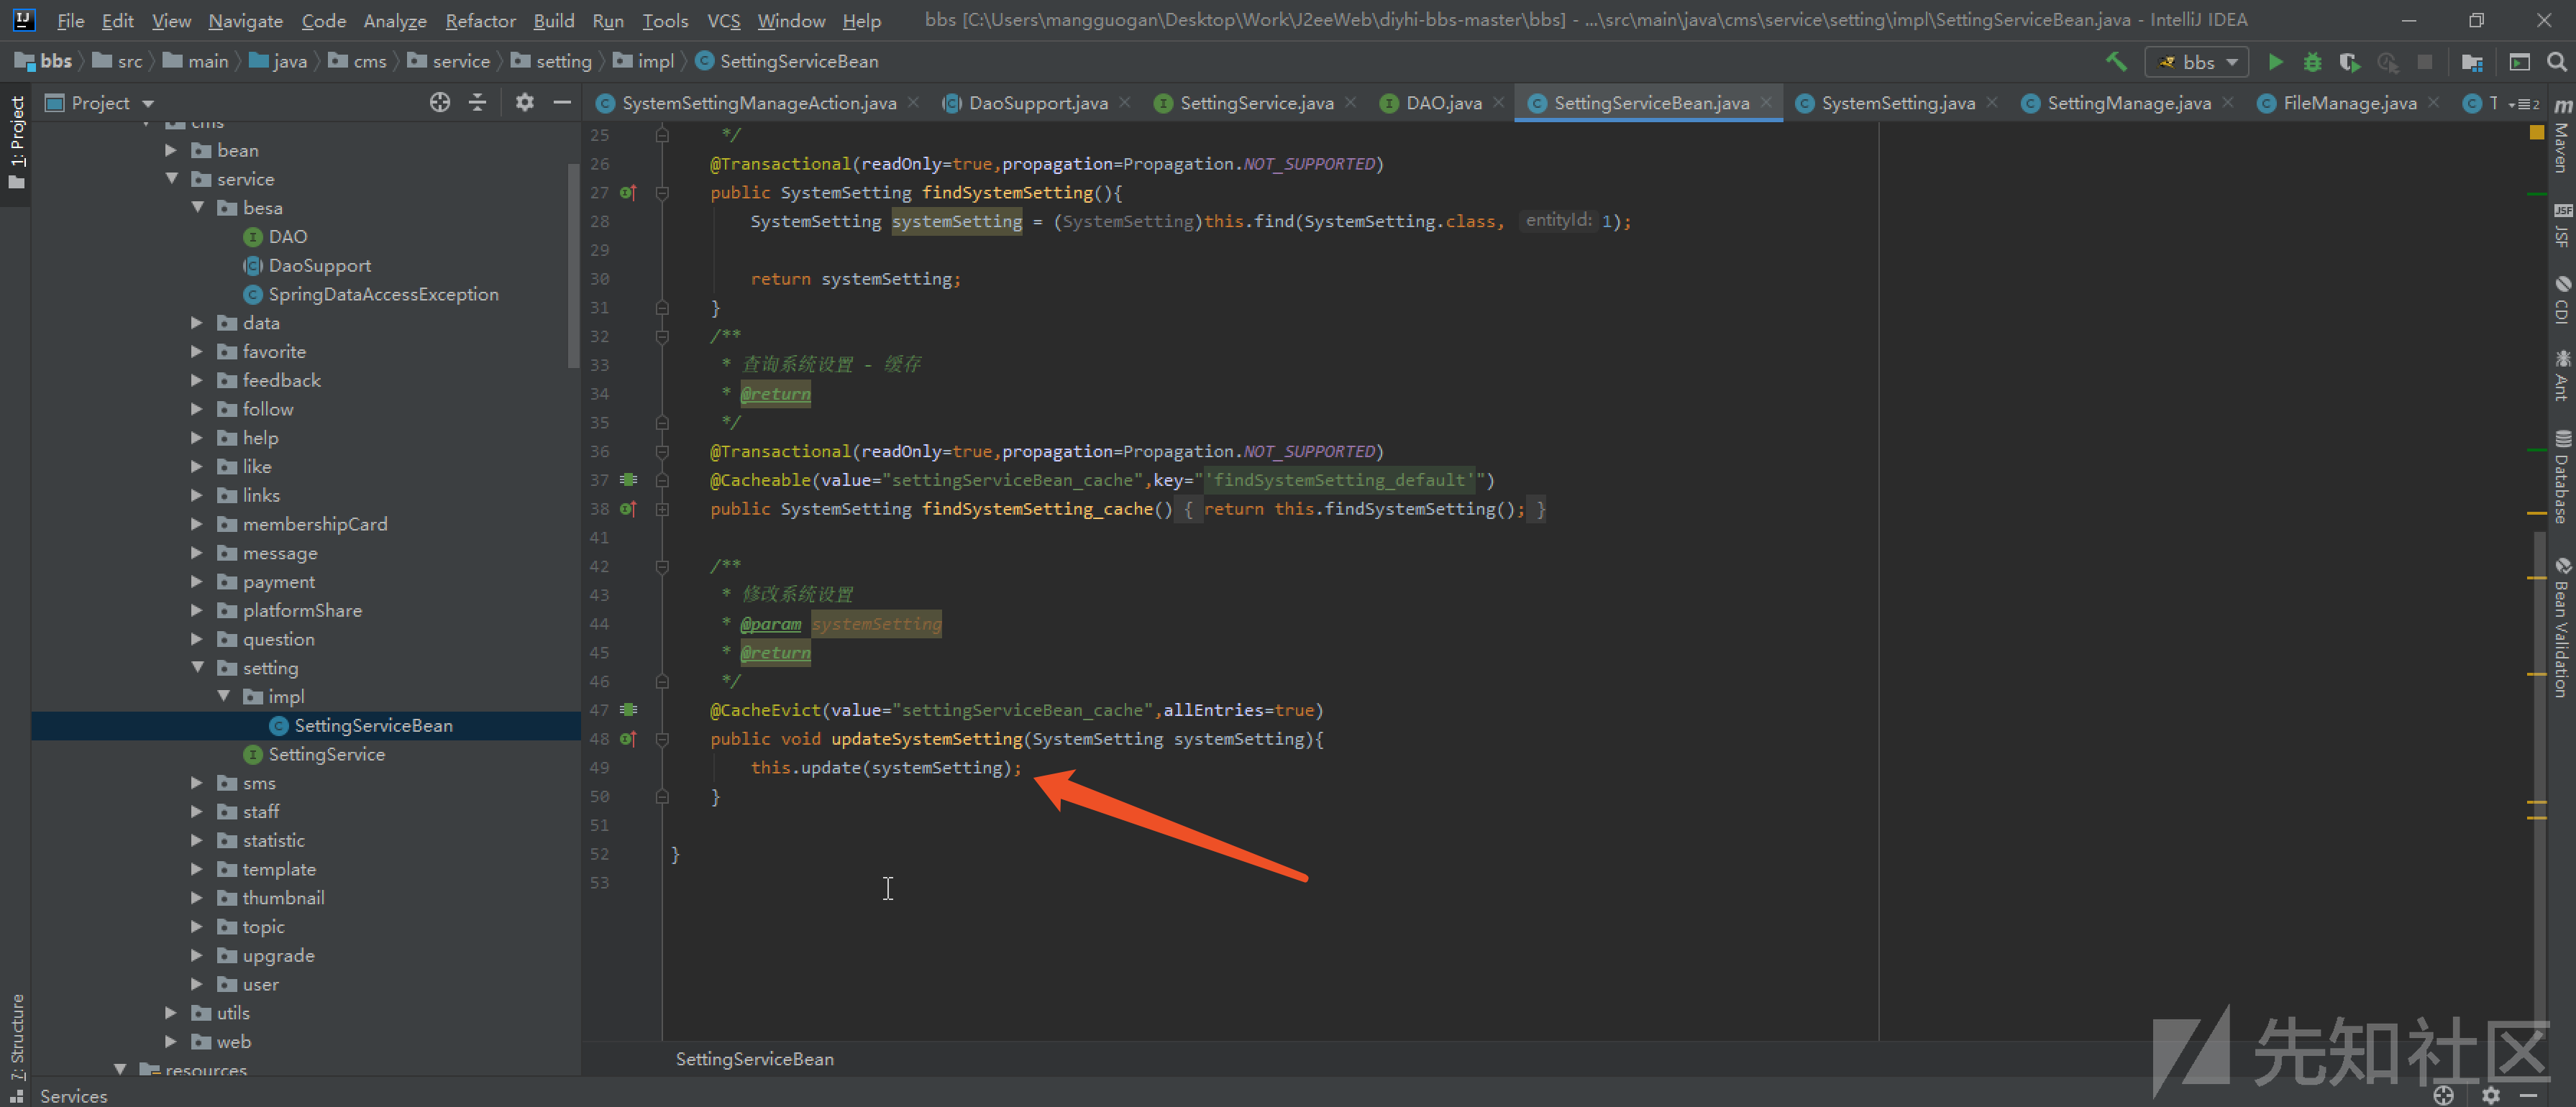 File Edit View Navigate Code Analyze Refactor Build Run Tools VCS Window Help bbs [C:\Users\mangguogan\Desktop\Work\J2eeWeb\diyhi-bbs-master\bbs] - ...\src\main\java\cms\service\setting\impl\SettingServiceBean.java - IntelliJ IDEA
bbs src main java cms service setting impl SettingServiceBean bbs
Project
SystemSettingManageAction.java DaoSupport.java SettingService.java DAO.java SettingServiceBean.java SystemSetting.java SettingManage.java FileManage.java T 2
1: Project
7: Structure
cms
bean
service
besa
DAO
DaoSupport
SpringDataAccessException
data
favorite
feedback
follow
help
like
links
membershipCard
message
payment
platformShare
question
setting
impl
SettingServiceBean
SettingService
sms
staff
statistic
template
thumbnail
topic
upgrade
user
utils
web
resources
25 */
26 @Transactional(readOnly=true,propagation=Propagation.NOT_SUPPORTED)
27 public SystemSetting findSystemSetting(){
28 SystemSetting systemSetting = (SystemSetting)this.find(SystemSetting.class, entityId: 1);
29
30 return systemSetting;
31 }
32 /**
33 * 查询系统设置 - 缓存
34 * @return
35 */
36 @Transactional(readOnly=true,propagation=Propagation.NOT_SUPPORTED)
37 @Cacheable(value="settingServiceBean_cache",key="'findSystemSetting_default'")
38 public SystemSetting findSystemSetting_cache() { return this.findSystemSetting(); }
41
42 /**
43 * 修改系统设置
44 * @param systemSetting
45 * @return
46 */
47 @CacheEvict(value="settingServiceBean_cache",allEntries=true)
48 public void updateSystemSetting(SystemSetting systemSetting){
49 this.update(systemSetting);
50 }
51
52 }
53
SettingServiceBean
Maven
JSF
CDI
Ant
Database
Bean Validation
Services
先知社区